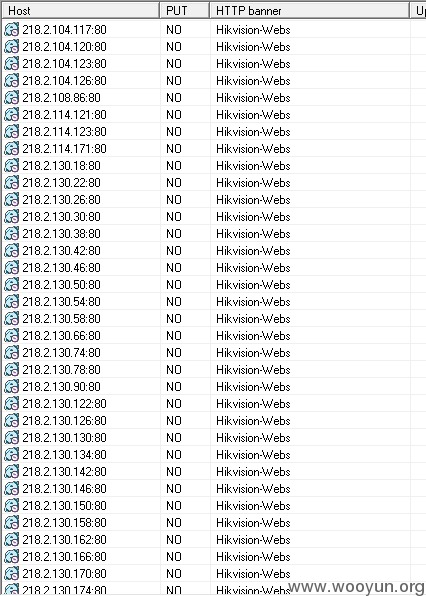 Host PUT HTTP banner Up
218.2.104.117:80 NO Hikvision-Webs
218.2.104.120:80 NO Hikvision-Webs
218.2.104.123:80 NO Hikvision-Webs
218.2.104.126:80 NO Hikvision-Webs
218.2.108.86:80 NO Hikvision-Webs
218.2.114.121:80 NO Hikvision-Webs
218.2.114.123:80 NO Hikvision-Webs
218.2.114.171:80 NO Hikvision-Webs
218.2.130.18:80 NO Hikvision-Webs
218.2.130.22:80 NO Hikvision-Webs
218.2.130.26:80 NO Hikvision-Webs
218.2.130.30:80 NO Hikvision-Webs
218.2.130.38:80 NO Hikvision-Webs
218.2.130.42:80 NO Hikvision-Webs
218.2.130.46:80 NO Hikvision-Webs
218.2.130.50:80 NO Hikvision-Webs
218.2.130.54:80 NO Hikvision-Webs
218.2.130.58:80 NO Hikvision-Webs
218.2.130.66:80 NO Hikvision-Webs
218.2.130.74:80 NO Hikvision-Webs
218.2.130.78:80 NO Hikvision-Webs
218.2.130.90:80 NO Hikvision-Webs
218.2.130.122:80 NO Hikvision-Webs
218.2.130.126:80 NO Hikvision-Webs
218.2.130.130:80 NO Hikvision-Webs
218.2.130.134:80 NO Hikvision-Webs
218.2.130.142:80 NO Hikvision-Webs
218.2.130.146:80 NO Hikvision-Webs
218.2.130.150:80 NO Hikvision-Webs
218.2.130.158:80 NO Hikvision-Webs
218.2.130.162:80 NO Hikvision-Webs
218.2.130.166:80 NO Hikvision-Webs
218.2.130.170:80 NO Hikvision-Webs
218.2.130.174:80 NO Hikvision-Webs
www.wooyun.org